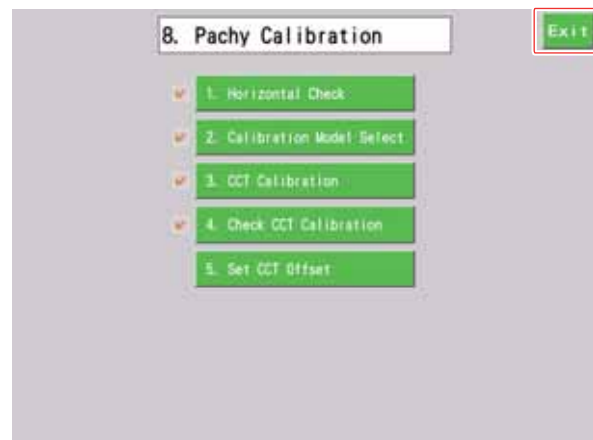 8. Pachy Calibration
Exit
1. Horizontal Check
2. Calibration Model Select
3. CCT Calibration
4. Check CCT Calibration
5. Set CCT Offset